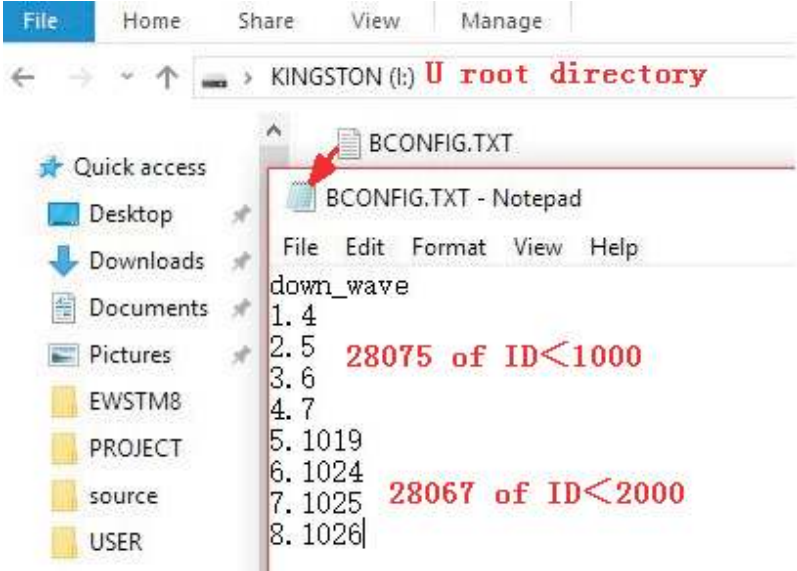 File Home Share View Manage
KINGSTON (I:) U root directory
BCONFIG.TXT
Quick access
Desktop
Downloads
Documents
Pictures
EWSTM8
PROJECT
source
USER
BCONFIG.TXT - Notepad
File Edit Format View Help
down_wave
1.4
2.5
3.6
4.7
5.1019
6.1024
7.1025
8.1026
28075 of ID<1000
28067 of ID<2000